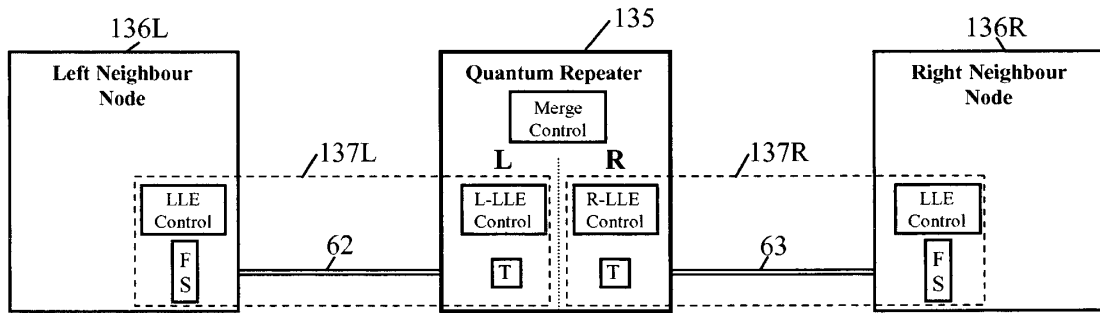 136L
135
136R
Left Neighbour
Node
Quantum Repeater
Right Neighbour
Node
Merge
Control
137L
L
R
137R
LLE
Control
L-LLE
Control
R-LLE
Control
LLE
Control
F
S
62
T
T
63
F
S